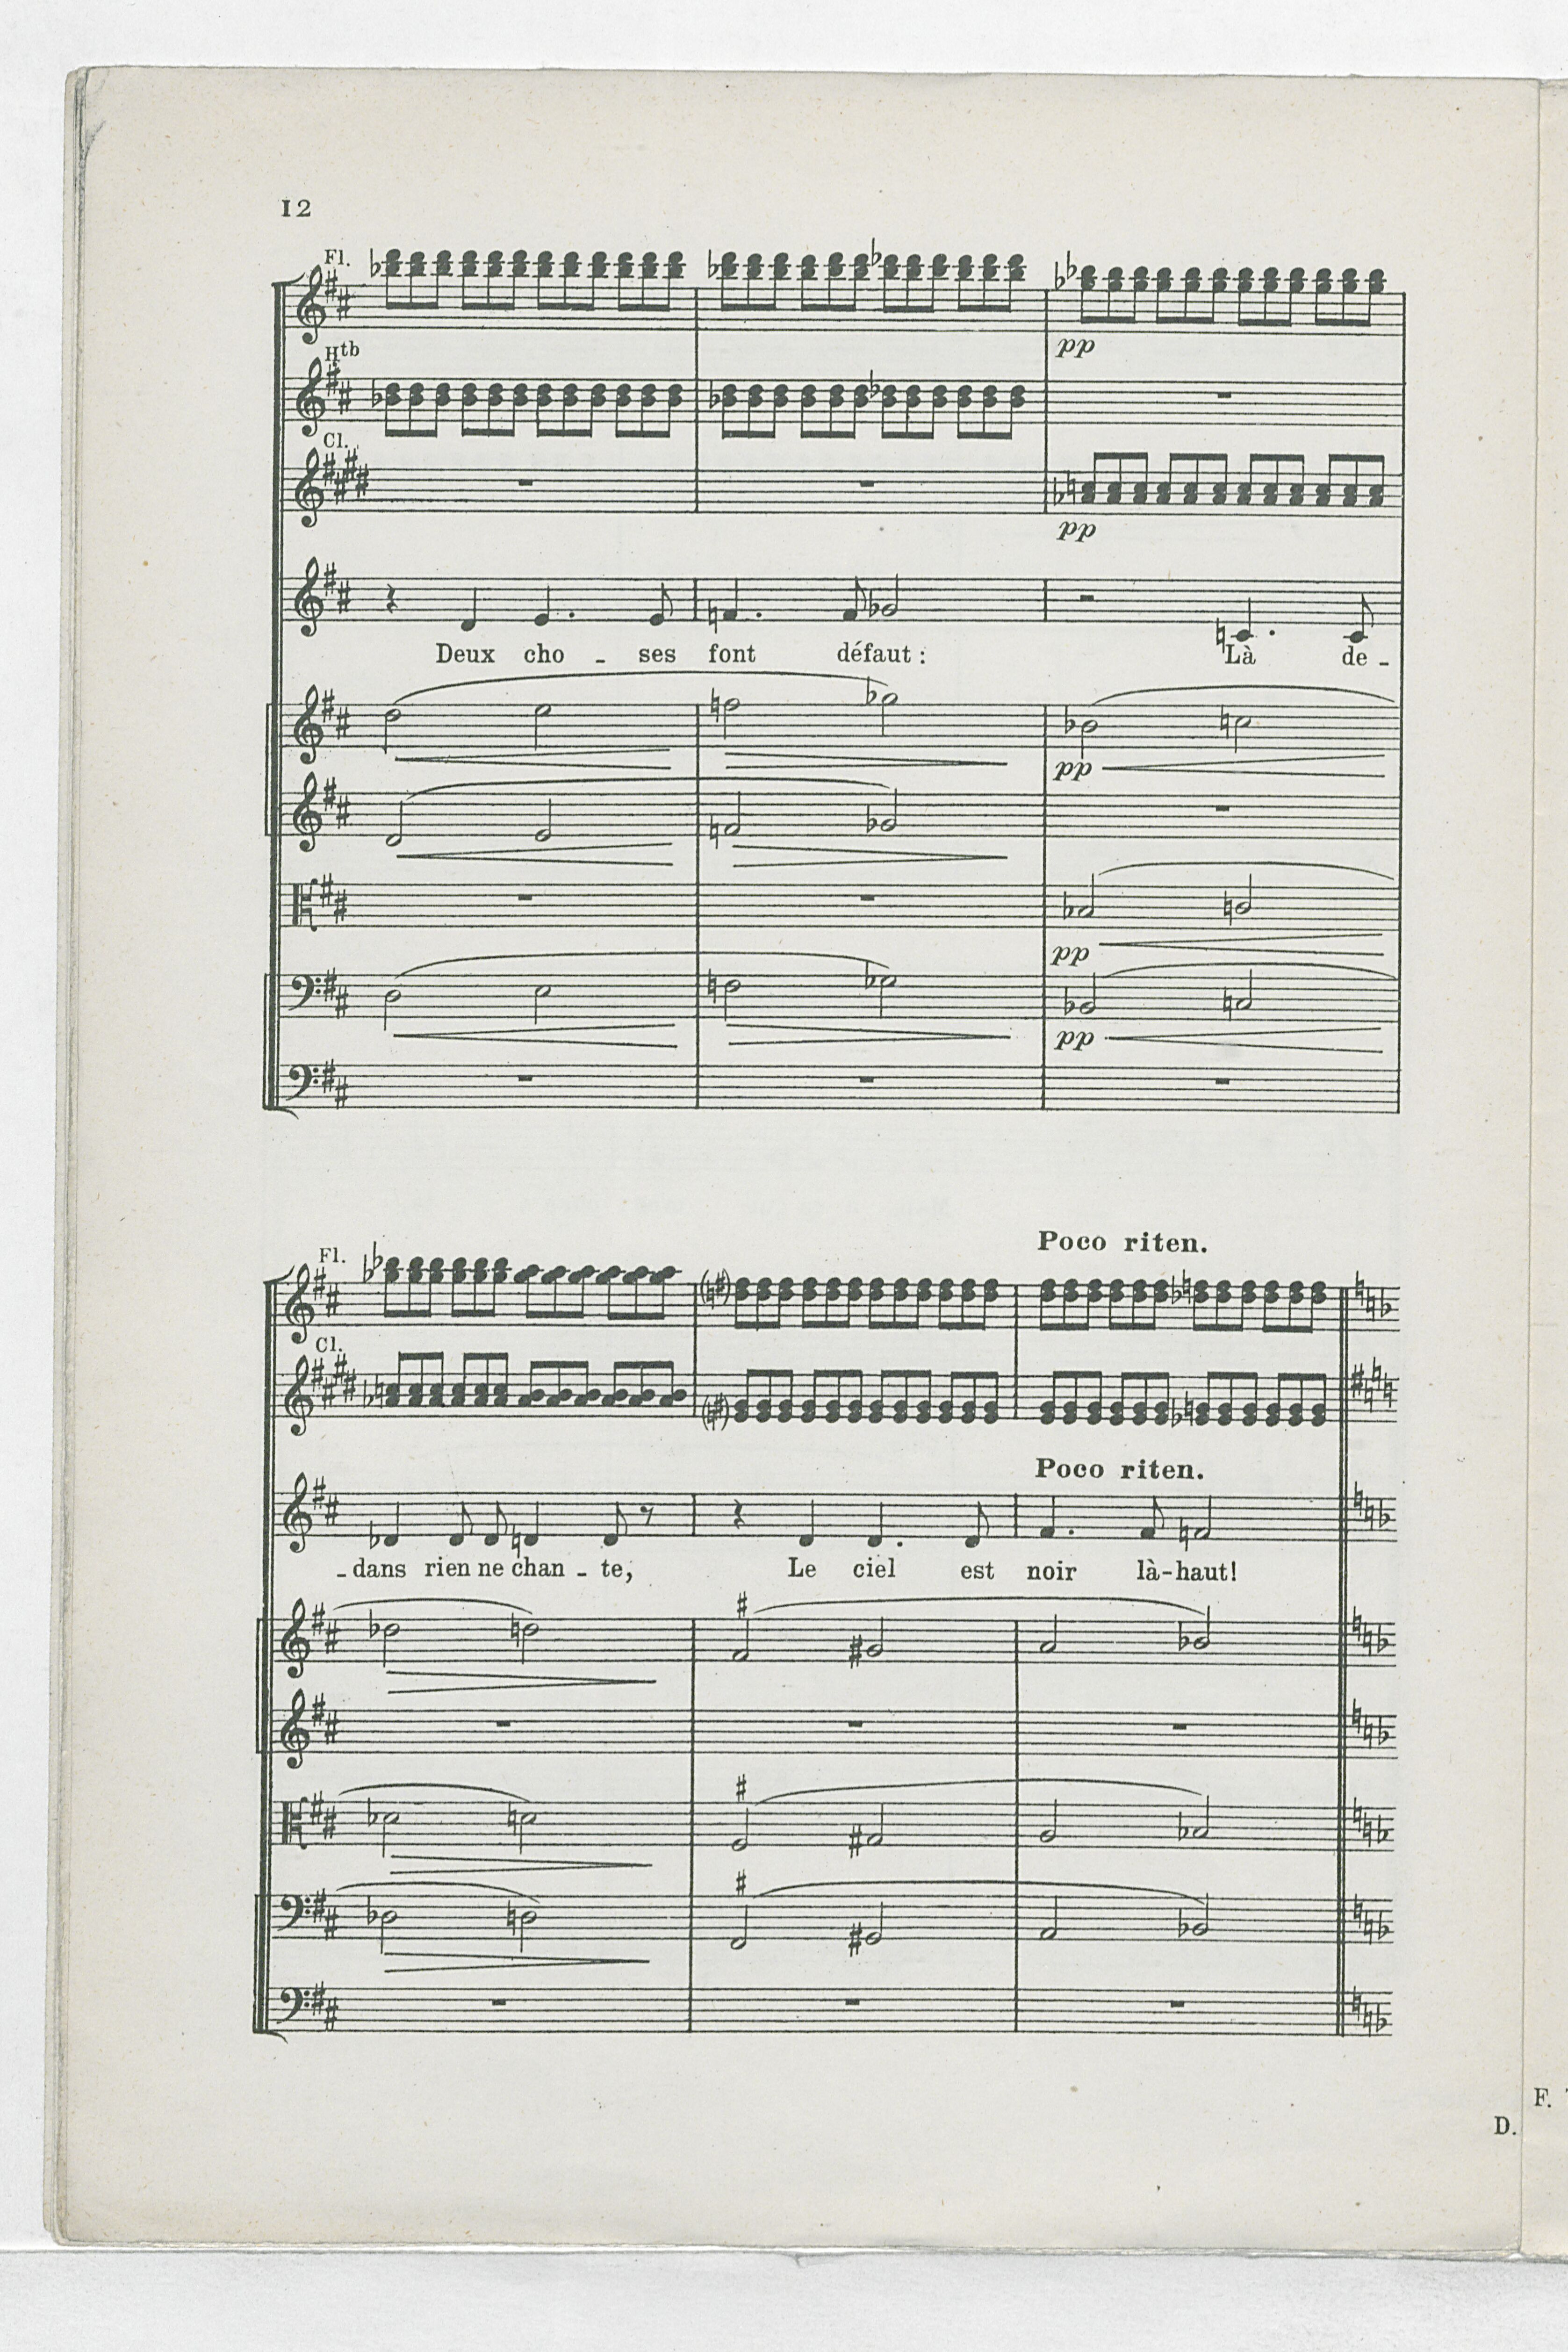 12
Fl.
Htb
Cl.
pp
pp
Deux cho - ses font défaut : Là de -
pp
pp
pp
Poco riten.
Fl.
Cl.
Poco riten.
- dans rien ne chan - te, Le ciel est noir là-haut!
F.
D.